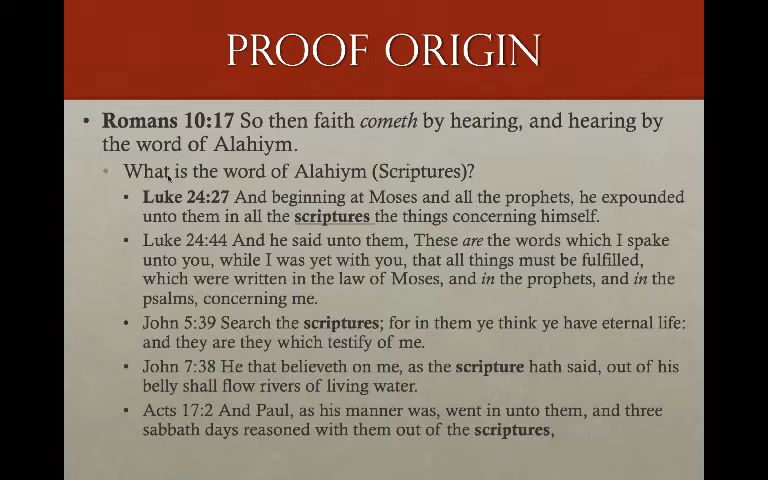 PROOF ORIGIN
• Romans 10:17 So then faith cometh by hearing, and hearing by
the word of Alahiym.
• What is the word of Alahiym (Scriptures)?
• Luke 24:27 And beginning at Moses and all the prophets, he expounded
unto them in all the scriptures the things concerning himself.
• Luke 24:44 And he said unto them, These are the words which I spake
unto you, while I was yet with you, that all things must be fulfilled,
which were written in the law of Moses, and in the prophets, and in the
psalms, concerning me.
• John 5:39 Search the scriptures; for in them ye think ye have eternal life:
and they are they which testify of me.
• John 7:38 He that believeth on me, as the scripture hath said, out of his
belly shall flow rivers of living water.
• Acts 17:2 And Paul, as his manner was, went in unto them, and three
sabbath days reasoned with them out of the scriptures,